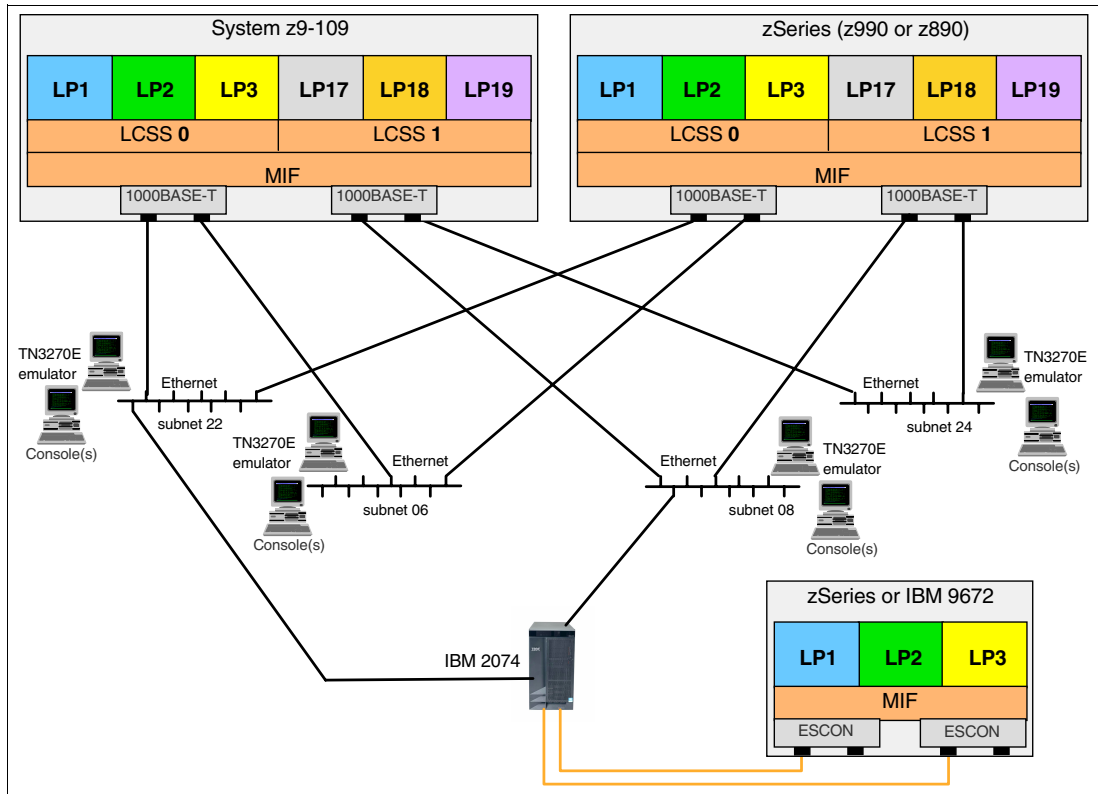 System z9-109
LP1 LP2 LP3 LP17 LP18 LP19
LCSS 0 LCSS 1
MIF
1000BASE-T 1000BASE-T
zSeries (z990 or z890)
LP1 LP2 LP3 LP17 LP18 LP19
LCSS 0 LCSS 1
MIF
1000BASE-T 1000BASE-T
TN3270E
emulator
Ethernet
subnet 22
Console(s)
TN3270E
emulator
Ethernet
subnet 06
Console(s)
Ethernet
TN3270E
emulator
subnet 08
Console(s)
Ethernet
TN3270E
emulator
subnet 24
Console(s)
IBM 2074
zSeries or IBM 9672
LP1 LP2 LP3
MIF
ESCON ESCON